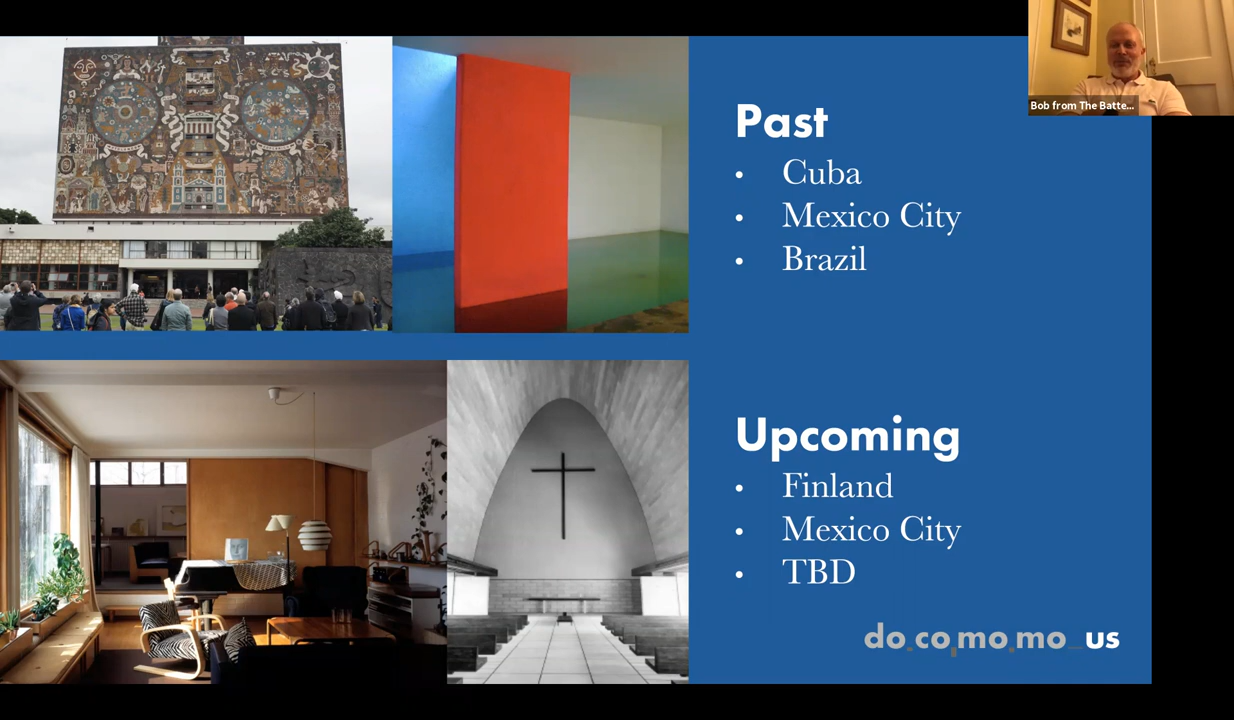 Bob from The Batte...
Past
• Cuba
• Mexico City
• Brazil
Upcoming
• Finland
• Mexico City
• TBD
do.co,mo.mo_us